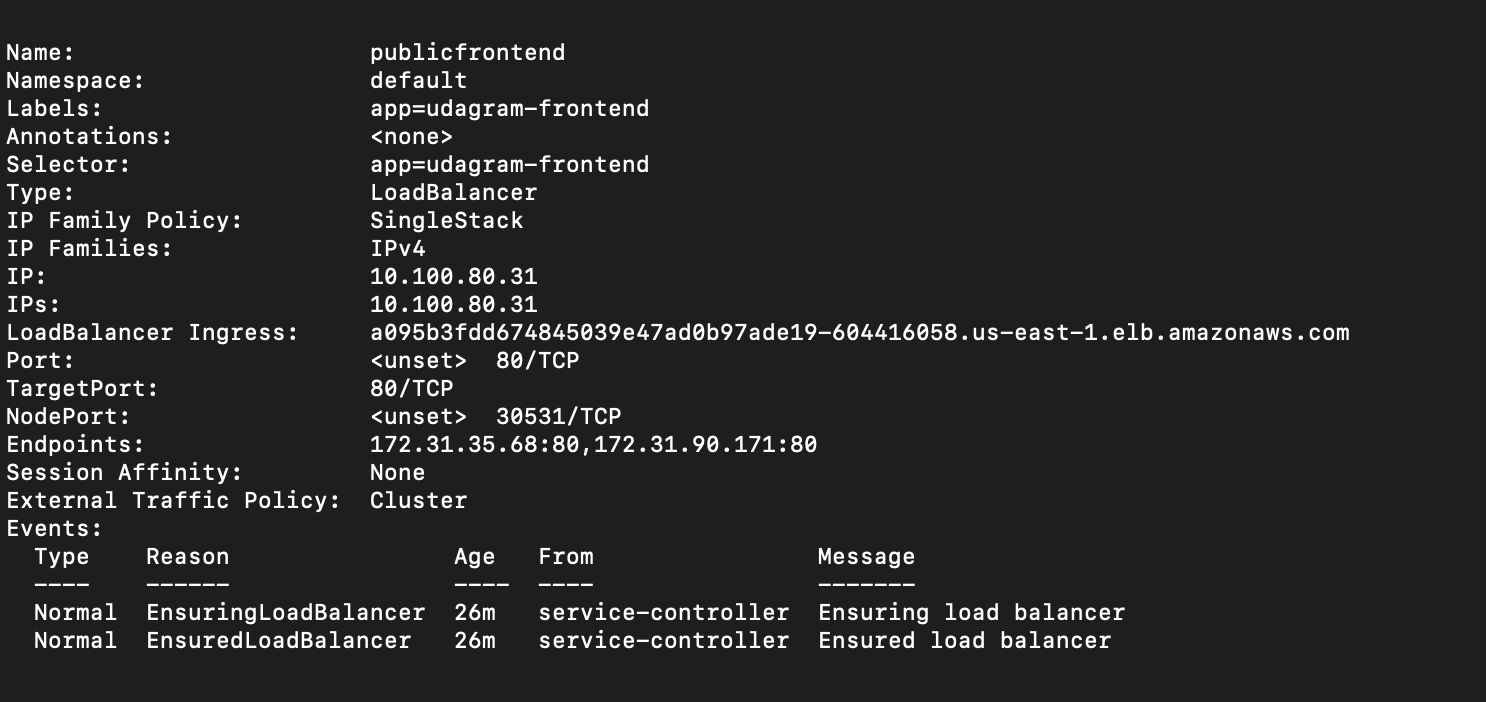 Name:                     publicfrontend
Namespace:                default
Labels:                   app=udagram-frontend
Annotations:              <none>
Selector:                 app=udagram-frontend
Type:                     LoadBalancer
IP Family Policy:         SingleStack
IP Families:              IPv4
IP:                       10.100.80.31
IPs:                      10.100.80.31
LoadBalancer Ingress:     a095b3fdd674845039e47ad0b97ade19-604416058.us-east-1.elb.amazonaws.com
Port:                     <unset>  80/TCP
TargetPort:               80/TCP
NodePort:                 <unset>  30531/TCP
Endpoints:                172.31.35.68:80,172.31.90.171:80
Session Affinity:         None
External Traffic Policy:  Cluster
Events:
  Type    Reason                Age   From                Message
  ----    ------                ----  ----                -------
  Normal  EnsuringLoadBalancer  26m   service-controller  Ensuring load balancer
  Normal  EnsuredLoadBalancer   26m   service-controller  Ensured load balancer